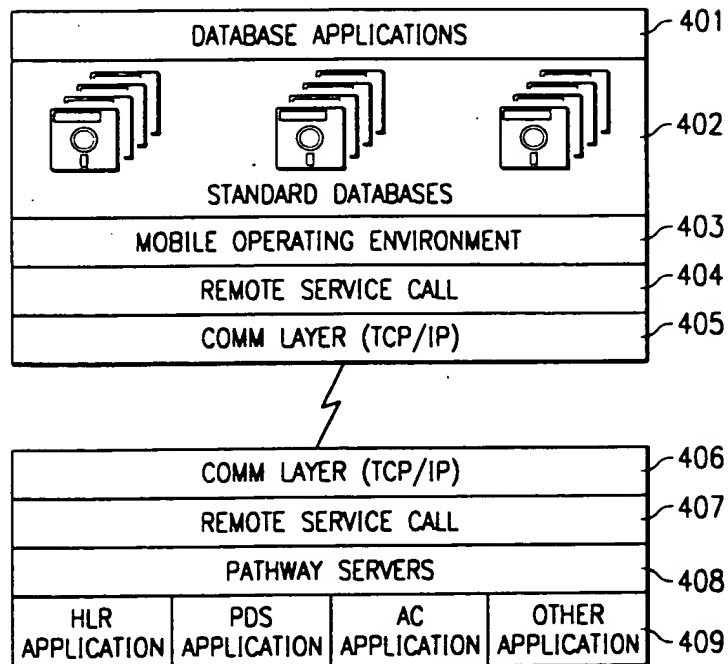 DATABASE APPLICATIONS 401
402
STANDARD DATABASES
MOBILE OPERATING ENVIRONMENT 403
REMOTE SERVICE CALL 404
COMM LAYER (TCP/IP) 405
COMM LAYER (TCP/IP) 406
REMOTE SERVICE CALL 407
PATHWAY SERVERS 408
HLR APPLICATION
PDS APPLICATION
AC APPLICATION
OTHER APPLICATION
409